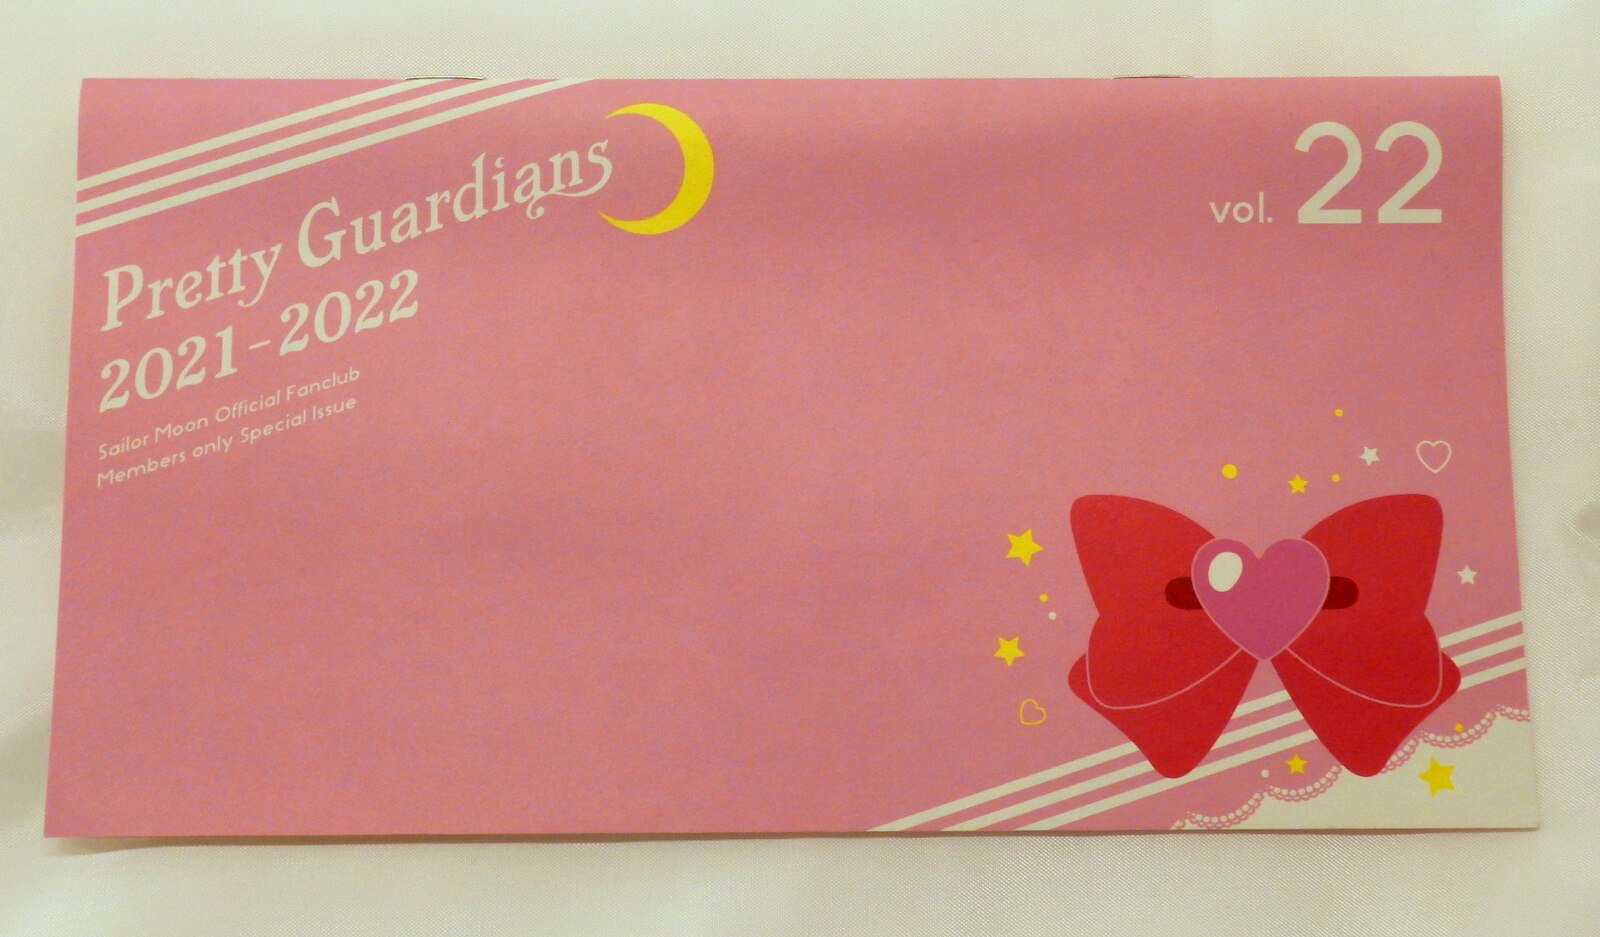 Pretty Guardians
2021-2022
Sailor Moon Official Fanclub
Members only Special Issue
vol. 22